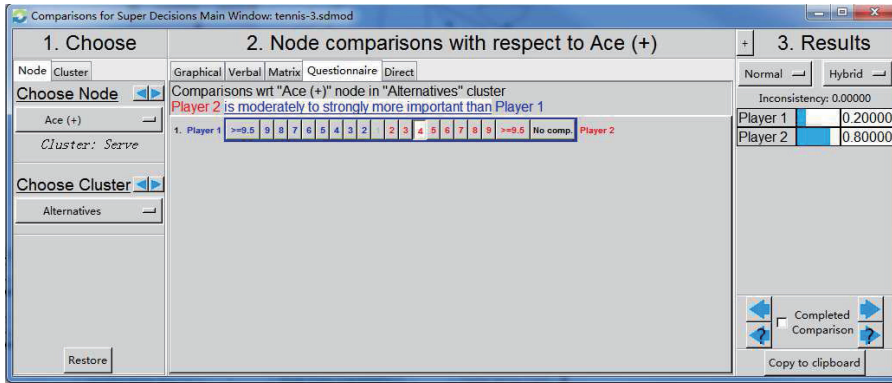 Comparisons for Super Decisions Main Window: tennis-3.sdmod
1. Choose
Node Cluster
Choose Node
Ace (+)
Cluster: Serve
Choose Cluster
Alternatives
Restore
2. Node comparisons with respect to Ace (+)
Graphical Verbal Matrix Questionnaire Direct
Comparisons wrt "Ace (+)" node in "Alternatives" cluster
Player 2 is moderately to strongly more important than Player 1
1. Player 1 >=9.5 9 8 7 6 5 4 3 2 1 2 3 4 5 6 7 8 9 >=9.5 No comp. Player 2
+ 3. Results
Normal Hybrid
Inconsistency: 0.00000
Player 1 0.20000
Player 2 0.80000
Completed
Comparison
? ?
Copy to clipboard